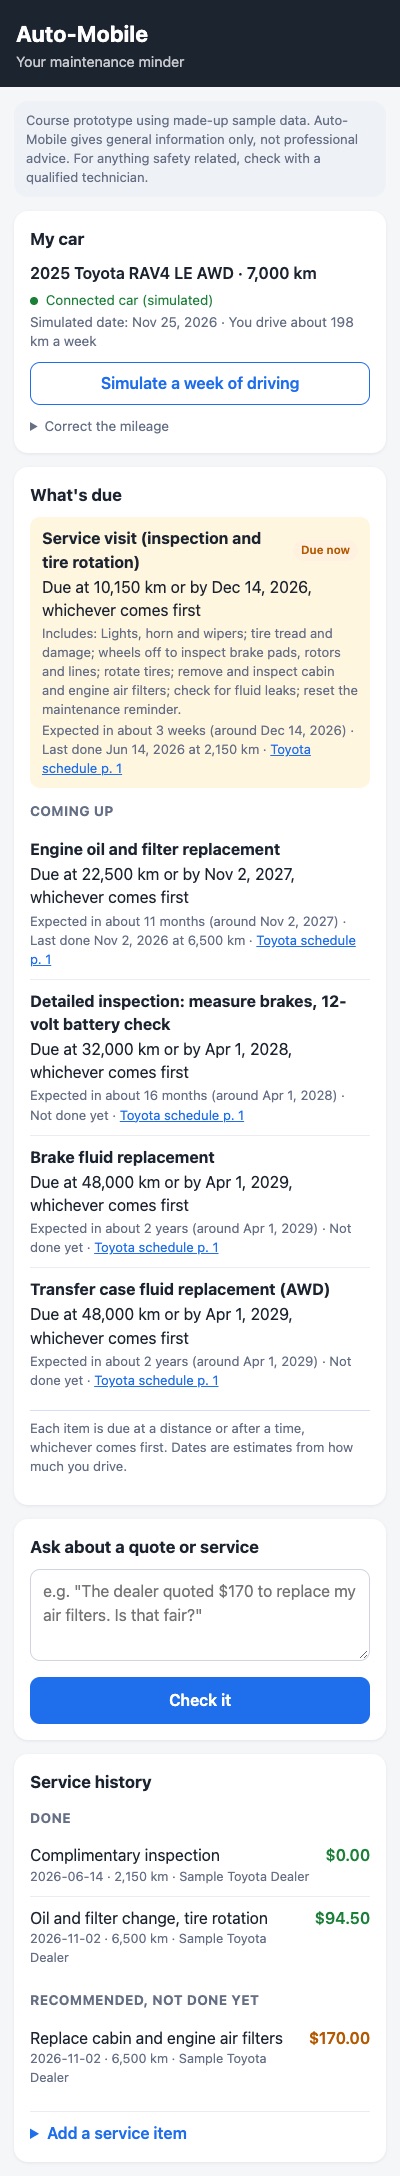 Auto-Mobile
Your maintenance minder
Course prototype using made-up sample data. Auto-
Mobile gives general information only, not professional
advice. For anything safety related, check with a
qualified technician.
My car
2025 Toyota RAV4 LE AWD · 7,000 km
Connected car (simulated)
Simulated date: Nov 25, 2026 · You drive about 198
km a week
Simulate a week of driving
Correct the mileage
What's due
Service visit (inspection and
tire rotation)
Due now
Due at 10,150 km or by Dec 14, 2026,
whichever comes first
Includes: Lights, horn and wipers; tire tread and
damage; wheels off to inspect brake pads, rotors
and lines; rotate tires; remove and inspect cabin
and engine air filters; check for fluid leaks; reset the
maintenance reminder.
Expected in about 3 weeks (around Dec 14, 2026) ·
Last done Jun 14, 2026 at 2,150 km · Toyota
schedule p. 1
COMING UP
Engine oil and filter replacement
Due at 22,500 km or by Nov 2, 2027,
whichever comes first
Expected in about 11 months (around Nov 2, 2027) ·
Last done Nov 2, 2026 at 6,500 km · Toyota schedule
p. 1
Detailed inspection: measure brakes, 12-
volt battery check
Due at 32,000 km or by Apr 1, 2028,
whichever comes first
Expected in about 16 months (around Apr 1, 2028) ·
Not done yet · Toyota schedule p. 1
Brake fluid replacement
Due at 48,000 km or by Apr 1, 2029,
whichever comes first
Expected in about 2 years (around Apr 1, 2029) · Not
done yet · Toyota schedule p. 1
Transfer case fluid replacement (AWD)
Due at 48,000 km or by Apr 1, 2029,
whichever comes first
Expected in about 2 years (around Apr 1, 2029) · Not
done yet · Toyota schedule p. 1
Each item is due at a distance or after a time,
whichever comes first. Dates are estimates from how
much you drive.
Ask about a quote or service
e.g. "The dealer quoted $170 to replace my
air filters. Is that fair?"
Check it
Service history
DONE
Complimentary inspection $0.00
2026-06-14 · 2,150 km · Sample Toyota Dealer
Oil and filter change, tire rotation $94.50
2026-11-02 · 6,500 km · Sample Toyota
Dealer
RECOMMENDED, NOT DONE YET
Replace cabin and engine air filters $170.00
2026-11-02 · 6,500 km · Sample Toyota
Dealer
Add a service item